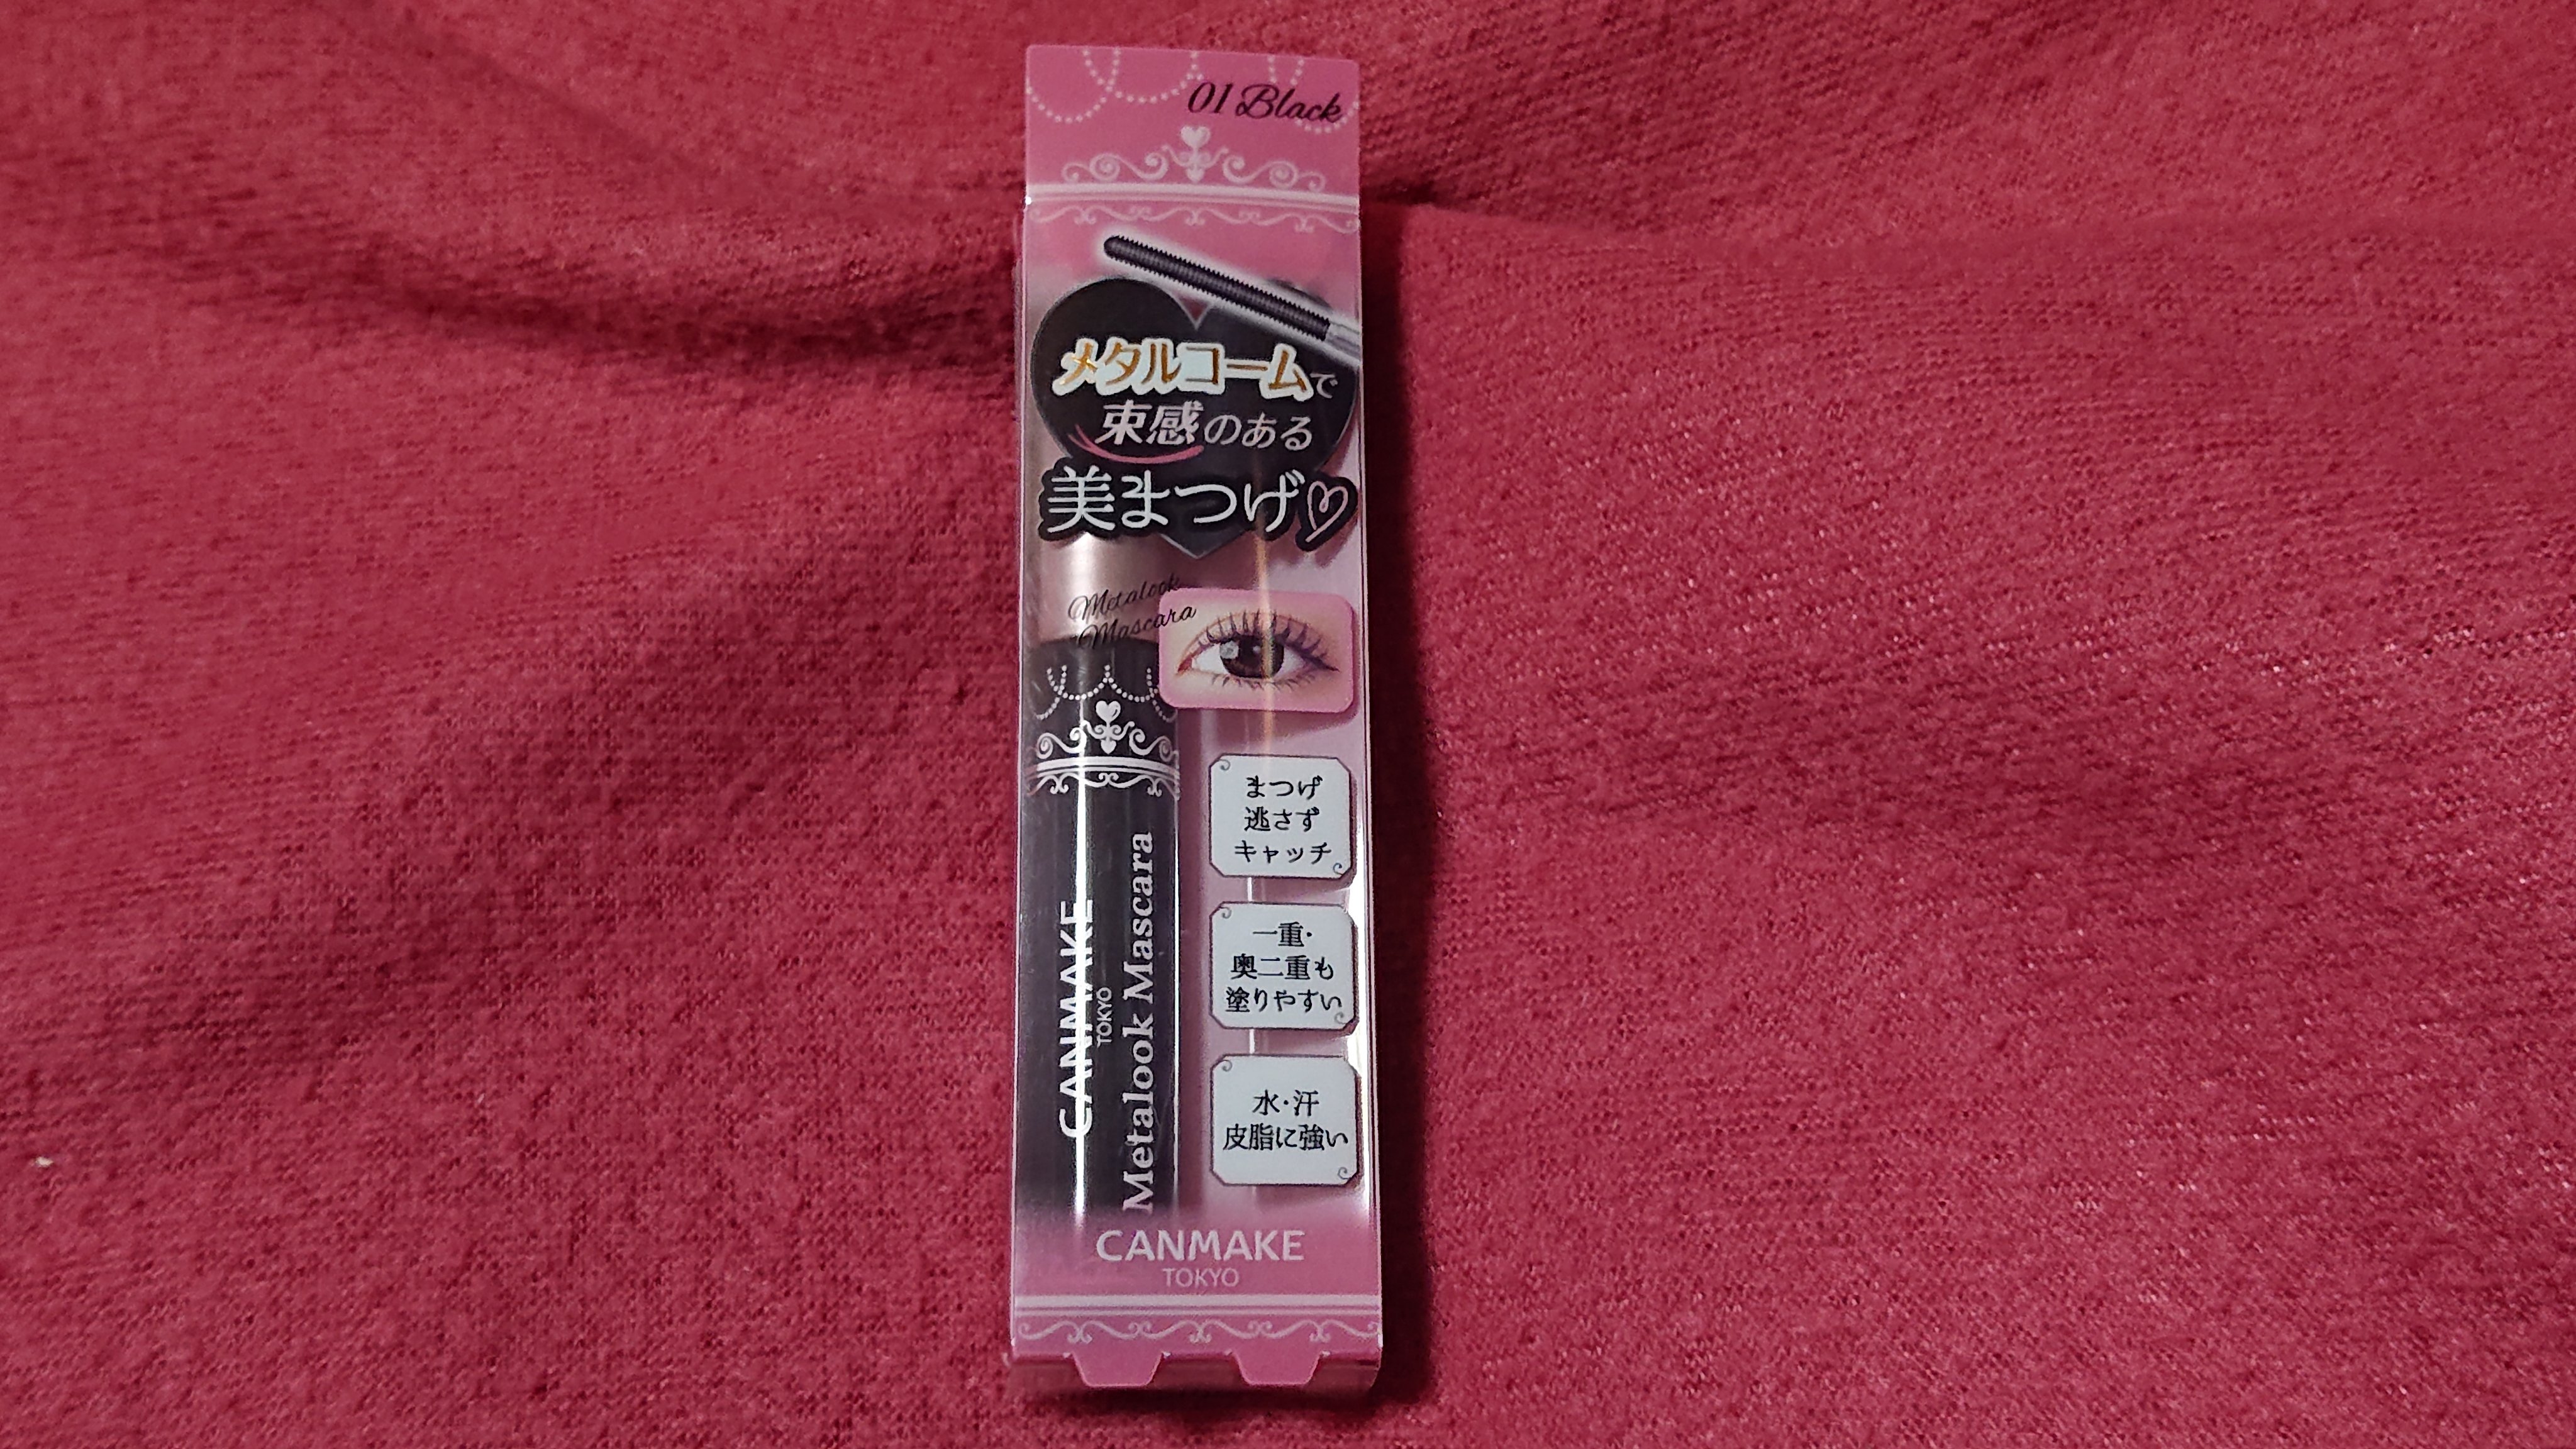 01 Black
メタルコームで
束感のある
美まつげ♡
Metalook
Mascara
まつげ
逃さず
キャッチ
一重・
奥二重も
塗りやすい
水・汗
皮脂に強い
CANMAKE
TOKYO
Metalook Mascara
CANMAKE
TOKYO